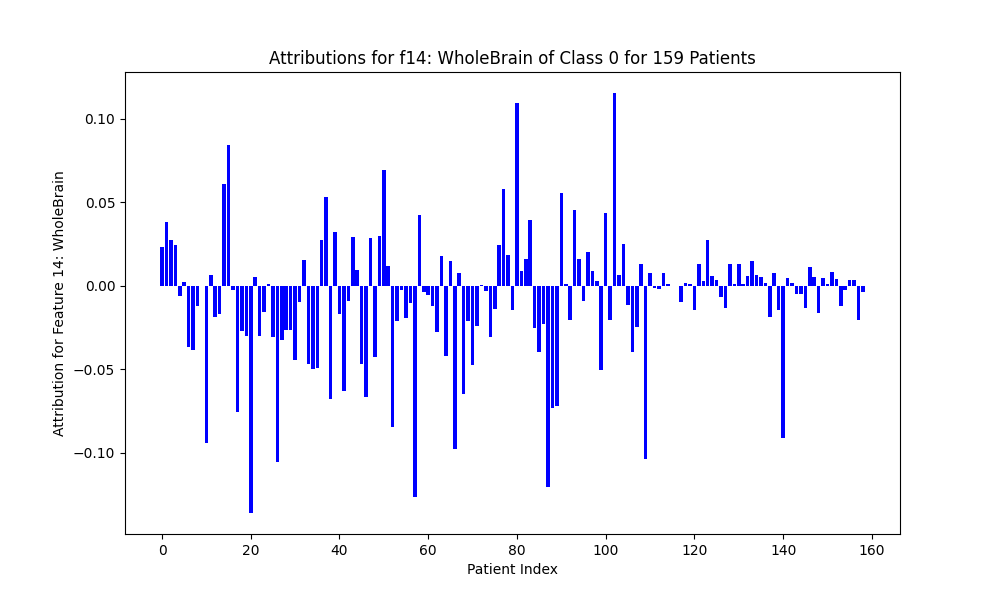 Attributions for f14: WholeBrain of Class 0 for 159 Patients
Attribution for Feature 14: WholeBrain
0.10
0.05
0.00
−0.05
−0.10
0 20 40 60 80 100 120 140 160
Patient Index